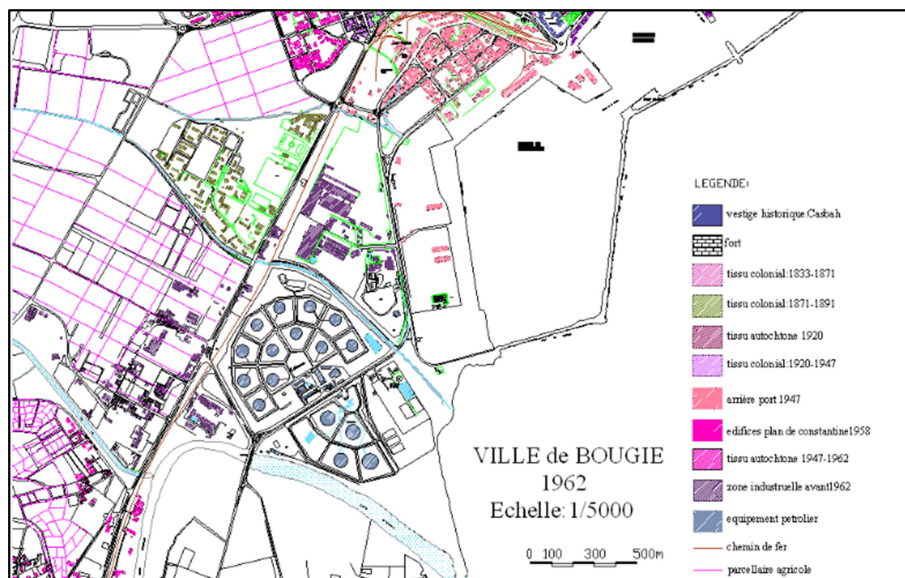 LEGENDE:
vestige historique.Casbah
fort
tissu colonial:1833-1871
tissu colonial:1871-1891
tissu autochtone 1920
tissu colonial:1920-1947
arrière port 1947
edifices plan de constantine1958
tissu autochtone 1947-1962
zone industruelle avant1962
equipement petrolier
chemin de fer
parcellaire agricole
VILLE de BOUGIE
1962
Echelle:1/5000
0 100 300 500m